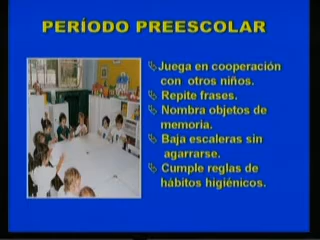 PERÍODO PREESCOLAR
Juega en cooperación
con otros niños.
Repite frases.
Nombra objetos de
memoria.
Baja escaleras sin
agarrarse.
Cumple reglas de
hábitos higiénicos.